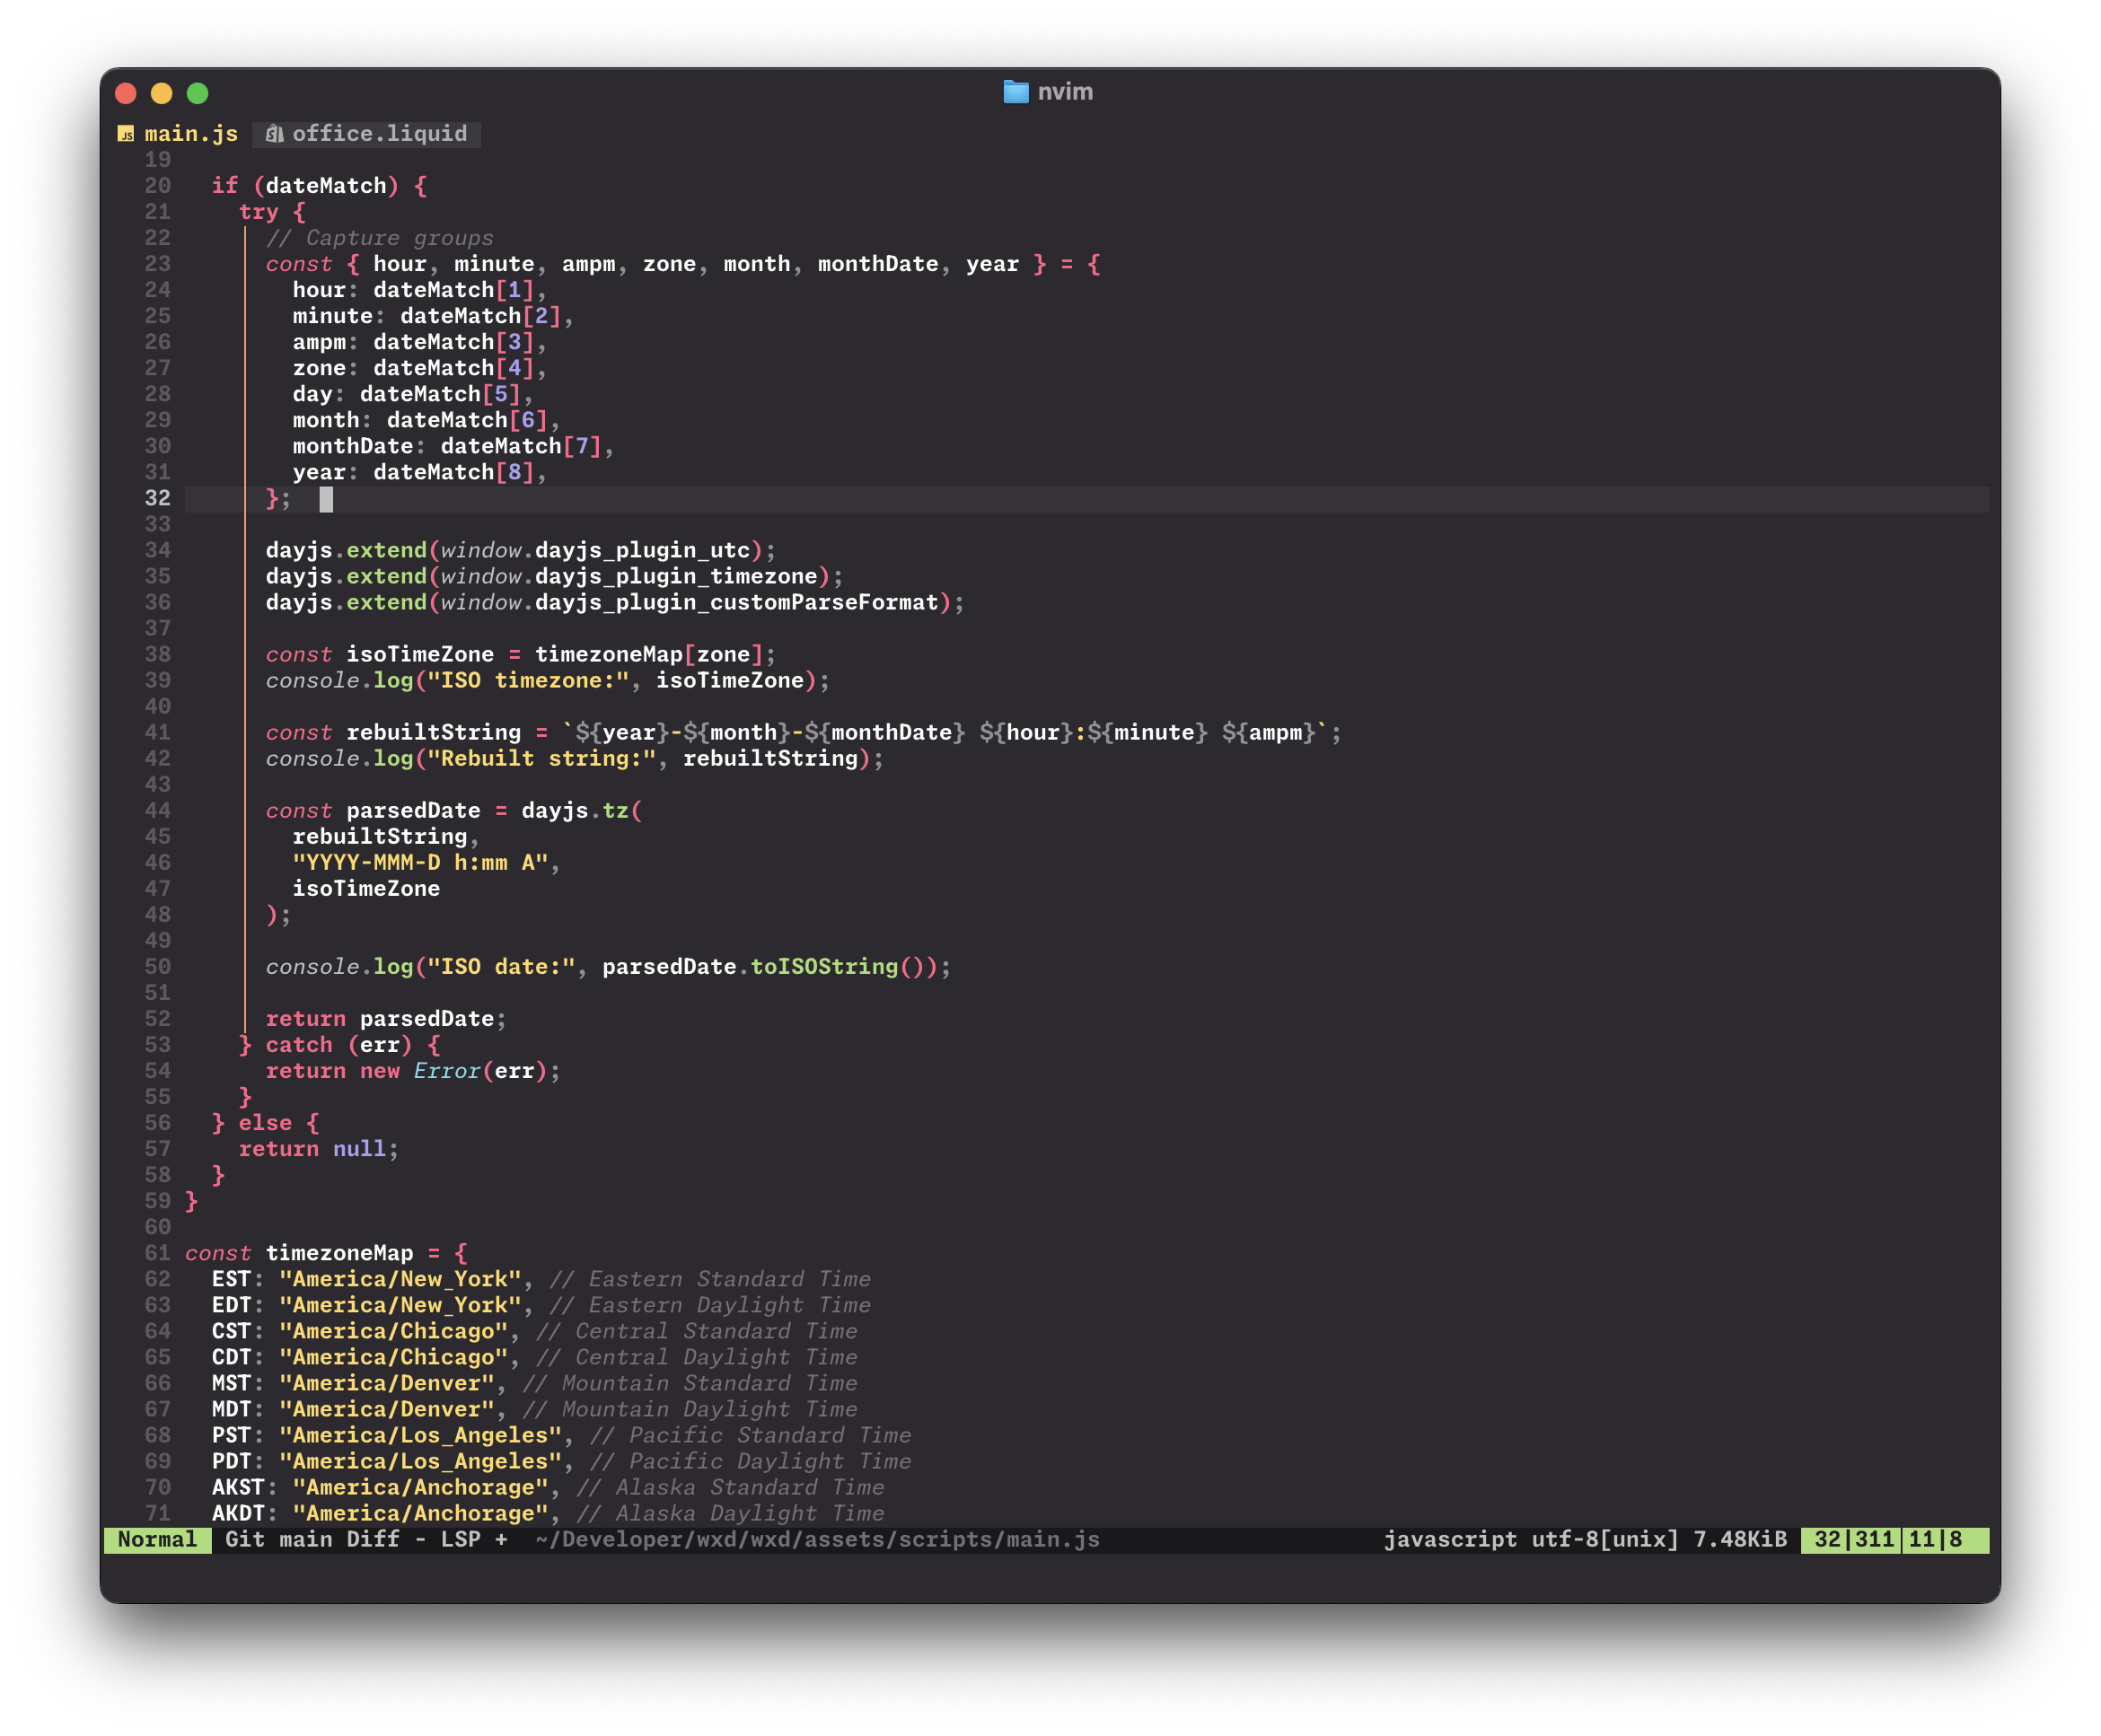 nvim
main.js office.liquid
19
20 if (dateMatch) {
21 try {
22 // Capture groups
23 const { hour, minute, ampm, zone, month, monthDate, year } = {
24 hour: dateMatch[1],
25 minute: dateMatch[2],
26 ampm: dateMatch[3],
27 zone: dateMatch[4],
28 day: dateMatch[5],
29 month: dateMatch[6],
30 monthDate: dateMatch[7],
31 year: dateMatch[8],
32 };
33
34 dayjs.extend(window.dayjs_plugin_utc);
35 dayjs.extend(window.dayjs_plugin_timezone);
36 dayjs.extend(window.dayjs_plugin_customParseFormat);
37
38 const isoTimeZone = timezoneMap[zone];
39 console.log("ISO timezone:", isoTimeZone);
40
41 const rebuiltString = `${year}-${month}-${monthDate} ${hour}:${minute} ${ampm}`;
42 console.log("Rebuilt string:", rebuiltString);
43
44 const parsedDate = dayjs.tz(
45 rebuiltString,
46 "YYYY-MMM-D h:mm A",
47 isoTimeZone
48 );
49
50 console.log("ISO date:", parsedDate.toISOString());
51
52 return parsedDate;
53 } catch (err) {
54 return new Error(err);
55 }
56 } else {
57 return null;
58 }
59 }
60
61 const timezoneMap = {
62 EST: "America/New_York", // Eastern Standard Time
63 EDT: "America/New_York", // Eastern Daylight Time
64 CST: "America/Chicago", // Central Standard Time
65 CDT: "America/Chicago", // Central Daylight Time
66 MST: "America/Denver", // Mountain Standard Time
67 MDT: "America/Denver", // Mountain Daylight Time
68 PST: "America/Los_Angeles", // Pacific Standard Time
69 PDT: "America/Los_Angeles", // Pacific Daylight Time
70 AKST: "America/Anchorage", // Alaska Standard Time
71 AKDT: "America/Anchorage", // Alaska Daylight Time
Normal Git main Diff - LSP + ~/Developer/wxd/wxd/assets/scripts/main.js javascript utf-8[unix] 7.48KiB 32|311 11|8